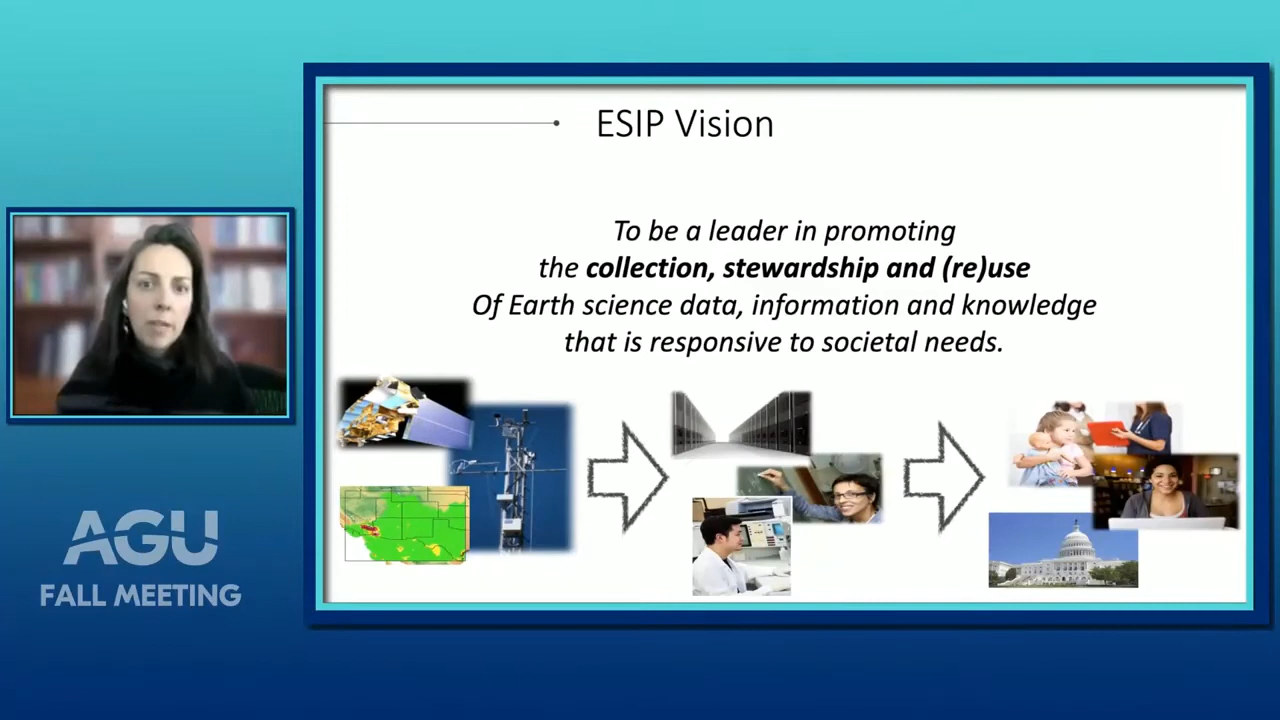 ESIP Vision
To be a leader in promoting
the collection, stewardship and (re)use
Of Earth science data, information and knowledge
that is responsive to societal needs.
AGU
FALL MEETING